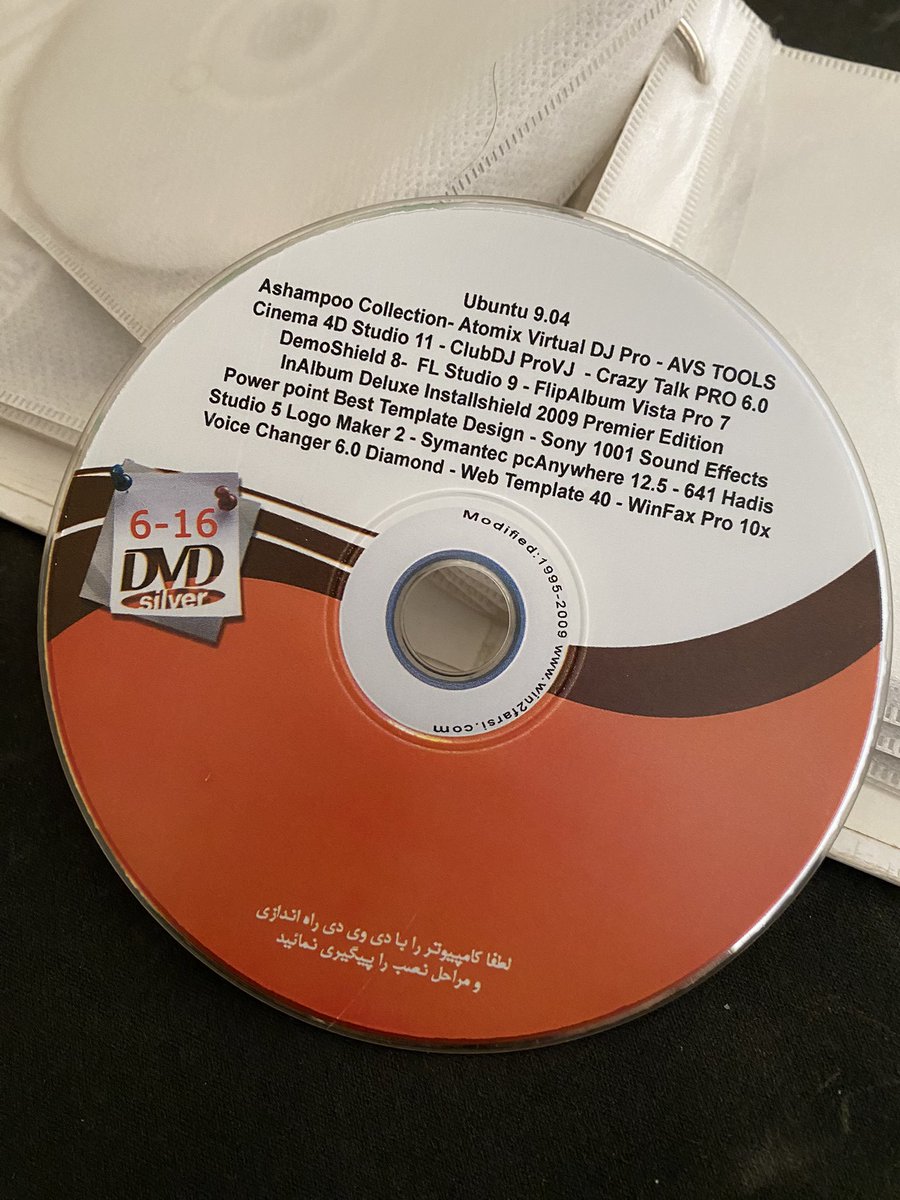 Ubuntu 9.04
Ashampoo Collection- Atomix Virtual DJ Pro - AVS TOOLS
Cinema 4D Studio 11 - ClubDJ ProVJ - Crazy Talk PRO 6.0
DemoShield 8- FL Studio 9 - FlipAlbum Vista Pro 7
InAlbum Deluxe Installshield 2009 Premier Edition
Power point Best Template Design - Sony 1001 Sound Effects
Studio 5 Logo Maker 2 - Symantec pcAnywhere 12.5 - 641 Hadis
Voice Changer 6.0 Diamond - Web Template 40 - WinFax Pro 10x
6-16
DVD
silver
Modified:1995-2009 www.win2farsi.com
لطفا کامپیوتر را با دی وی دی راه اندازی
و مراحل نصب را پیگیری نمائید